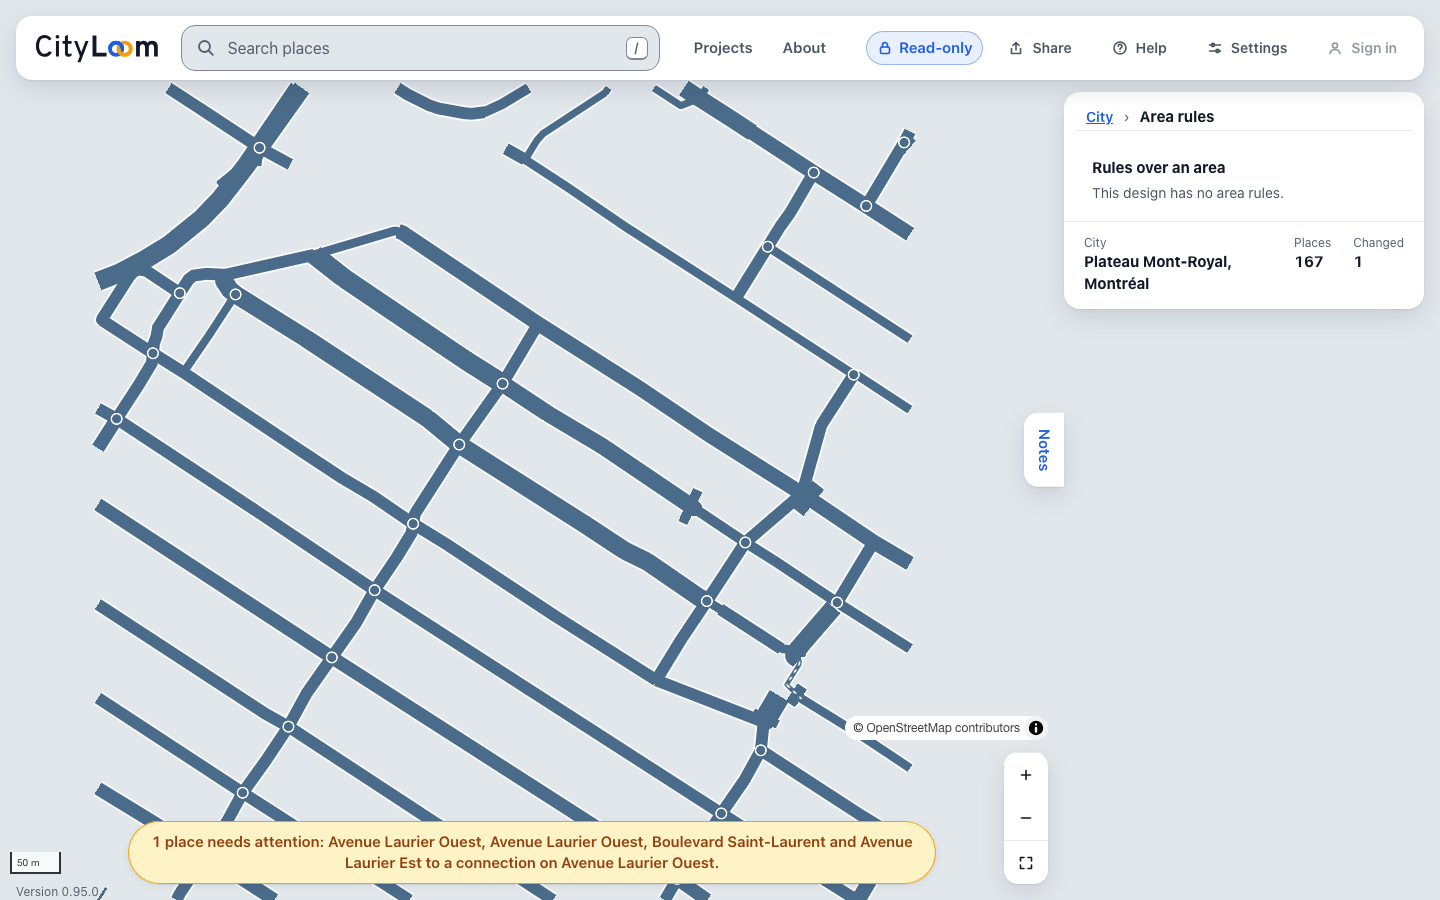 CityLoom
Search places
/
Projects
About
Read-only
Share
Help
Settings
Sign in
City › Area rules
Rules over an area
This design has no area rules.
City
Plateau Mont-Royal,
Montréal
Places
167
Changed
1
Notes
© OpenStreetMap contributors
+
−
1 place needs attention: Avenue Laurier Ouest, Avenue Laurier Ouest, Boulevard Saint-Laurent and Avenue
Laurier Est to a connection on Avenue Laurier Ouest.
50 m
Version 0.95.0